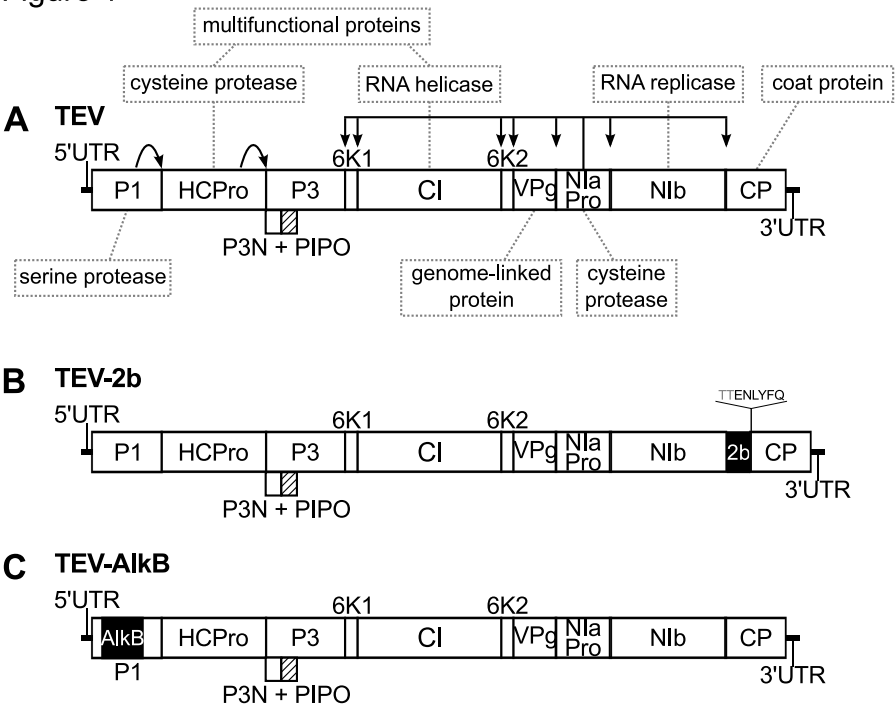 multifunctional proteins
cysteine protease
RNA helicase
RNA replicase
coat protein
A TEV
5'UTR
6K1
6K2
P1
HCPro
P3
CI
VPg
NIa
Pro
NIb
CP
3'UTR
P3N + PIPO
serine protease
genome-linked
protein
cysteine
protease
B TEV-2b
TTENLYFQ
5'UTR
6K1
6K2
P1
HCPro
P3
CI
VPg
NIa
Pro
NIb
2b
CP
3'UTR
P3N + PIPO
C TEV-AlkB
5'UTR
6K1
6K2
AlkB
HCPro
P3
CI
VPg
NIa
Pro
NIb
CP
P1
3'UTR
P3N + PIPO